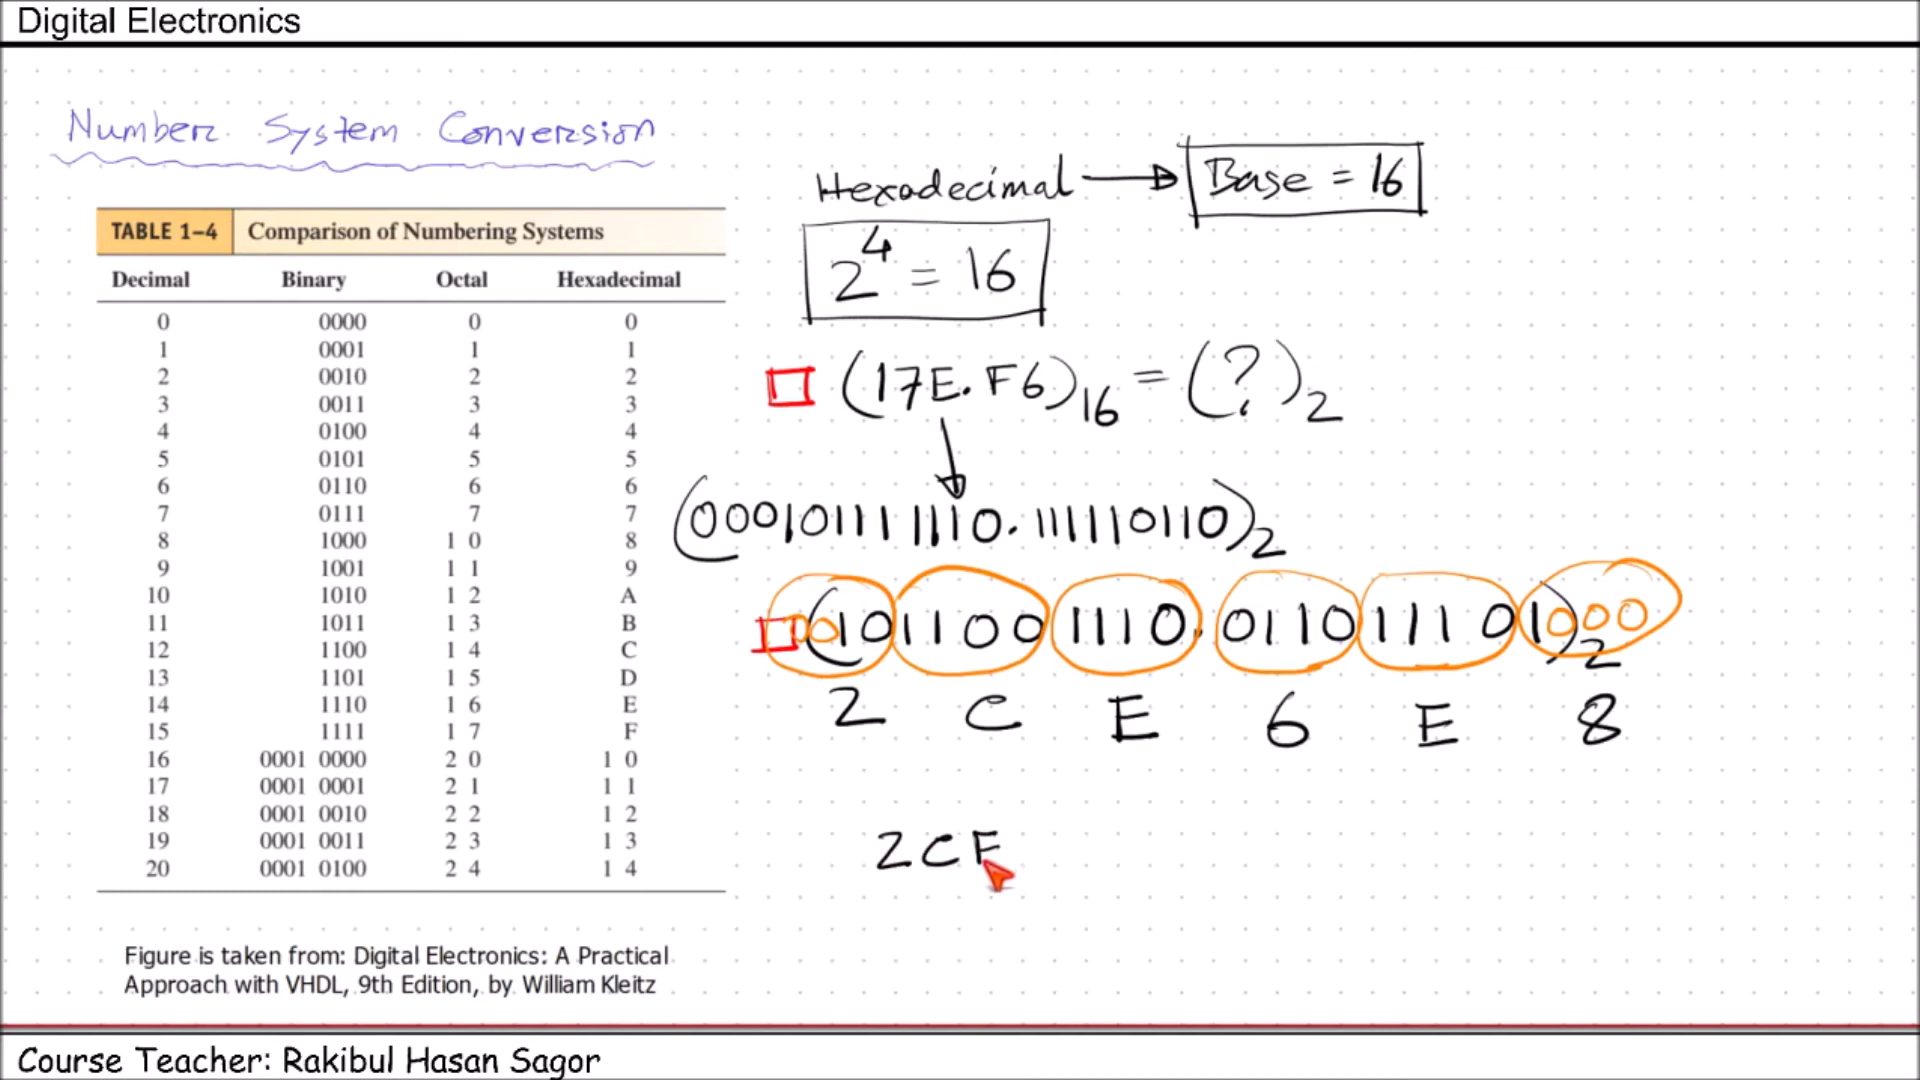 Digital Electronics
Number System Conversion
TABLE 1–4 Comparison of Numbering Systems
Decimal Binary Octal Hexadecimal
0 0000 0 0
1 0001 1 1
2 0010 2 2
3 0011 3 3
4 0100 4 4
5 0101 5 5
6 0110 6 6
7 0111 7 7
8 1000 1 0 8
9 1001 1 1 9
10 1010 1 2 A
11 1011 1 3 B
12 1100 1 4 C
13 1101 1 5 D
14 1110 1 6 E
15 1111 1 7 F
16 0001 0000 2 0 1 0
17 0001 0001 2 1 1 1
18 0001 0010 2 2 1 2
19 0001 0011 2 3 1 3
20 0001 0100 2 4 1 4
Figure is taken from: Digital Electronics: A Practical
Approach with VHDL, 9th Edition, by William Kleitz
Hexadecimal → Base = 16
2^4 = 16
(17E.F6)16 = (?)2
(000101111110.11110110)2
00(1011001110.011011101)000 2
2 C E 6 E 8
2CE
Course Teacher: Rakibul Hasan Sagor